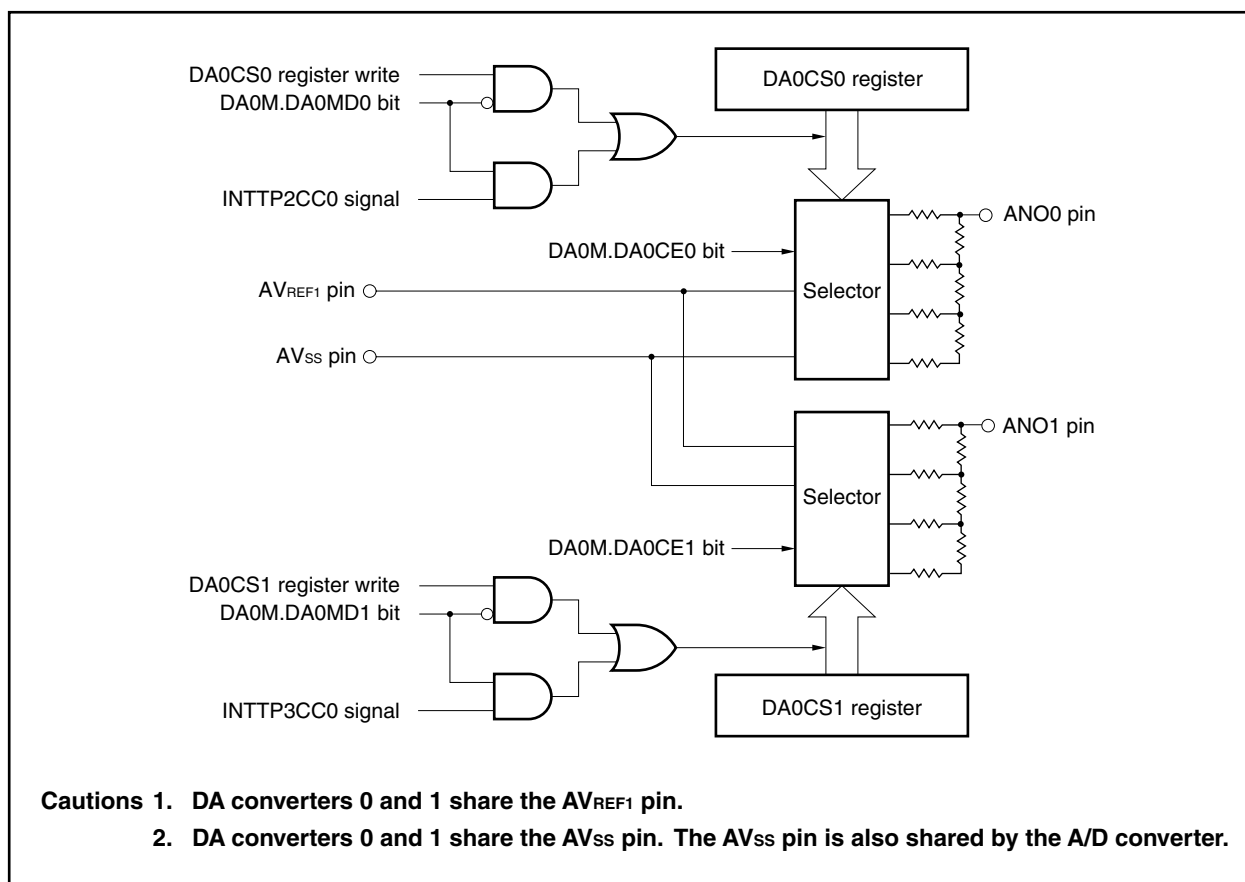 DA0CS0 register write
DA0M.DA0MD0 bit
INTTP2CC0 signal
DA0CS0 register
DA0M.DA0CE0 bit
AVREF1 pin
AVSS pin
Selector
ANO0 pin
Selector
ANO1 pin
DA0M.DA0CE1 bit
DA0CS1 register write
DA0M.DA0MD1 bit
INTTP3CC0 signal
DA0CS1 register
Cautions 1. DA converters 0 and 1 share the AVREF1 pin.
2. DA converters 0 and 1 share the AVSS pin. The AVSS pin is also shared by the A/D converter.